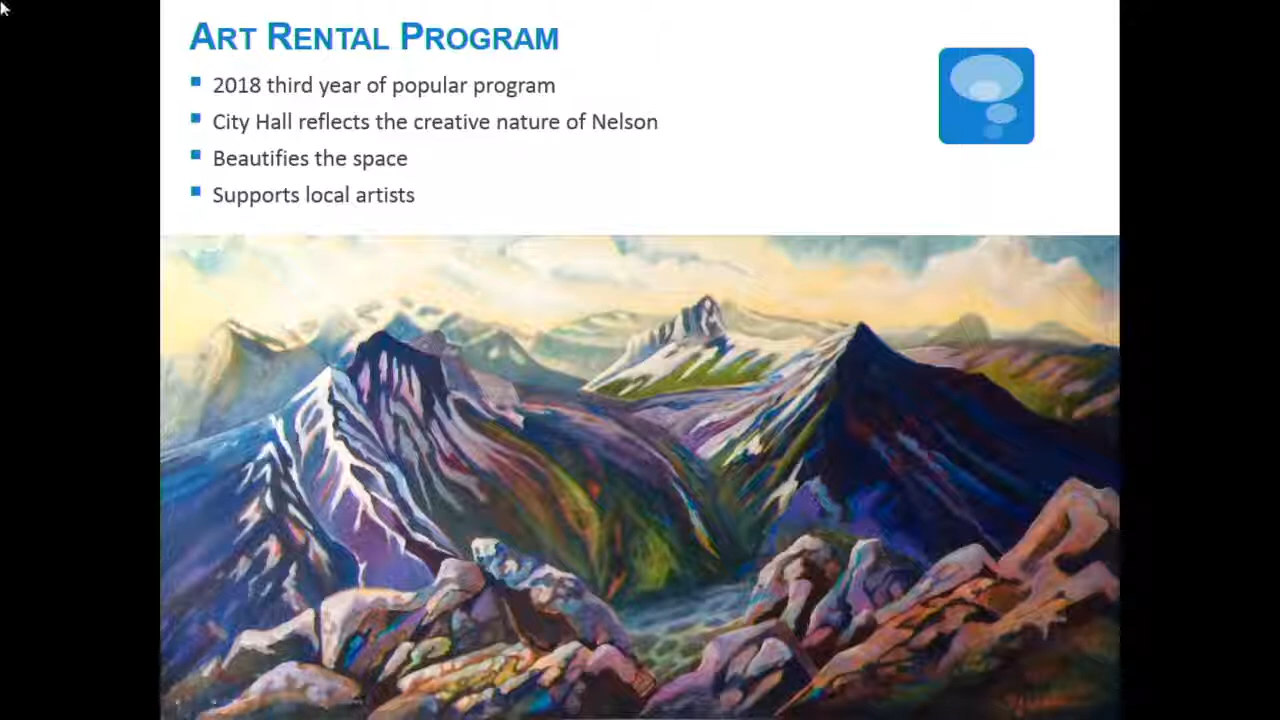 ART RENTAL PROGRAM
2018 third year of popular program
City Hall reflects the creative nature of Nelson
Beautifies the space
Supports local artists